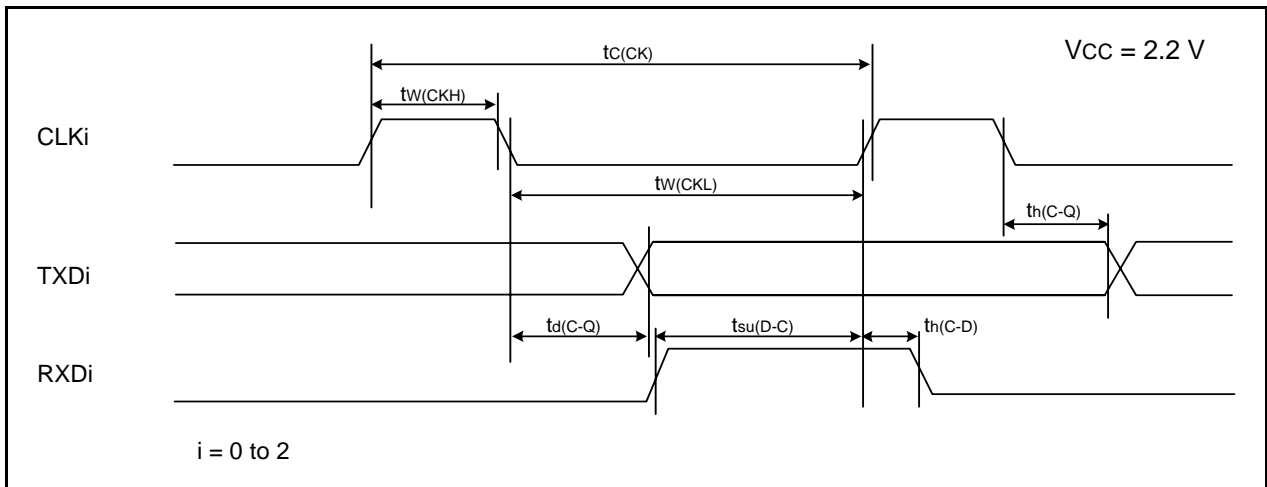 tC(CK)
VCC = 2.2 V
tW(CKH)
CLKi
tW(CKL)
th(C-Q)
TXDi
td(C-Q)
tsu(D-C)
th(C-D)
RXDi
i = 0 to 2